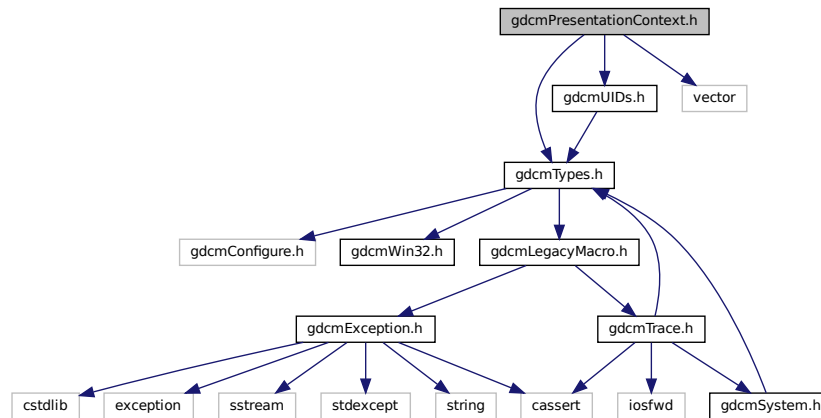 gdcmPresentationContext.h
gdcmUIDs.h
vector
gdcmTypes.h
gdcmConfigure.h
gdcmWin32.h
gdcmLegacyMacro.h
gdcmException.h
gdcmTrace.h
cstdlib
exception
sstream
stdexcept
string
cassert
iosfwd
gdcmSystem.h